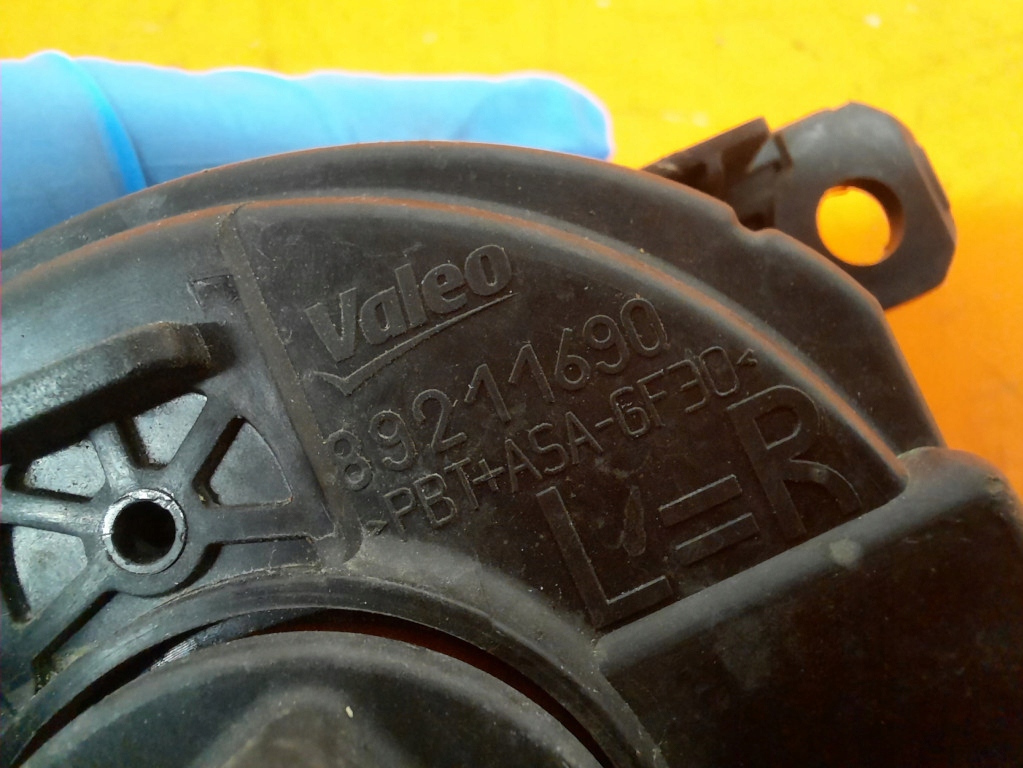 Valeo
89211690
>PBT+ASA-GF30<
L=R